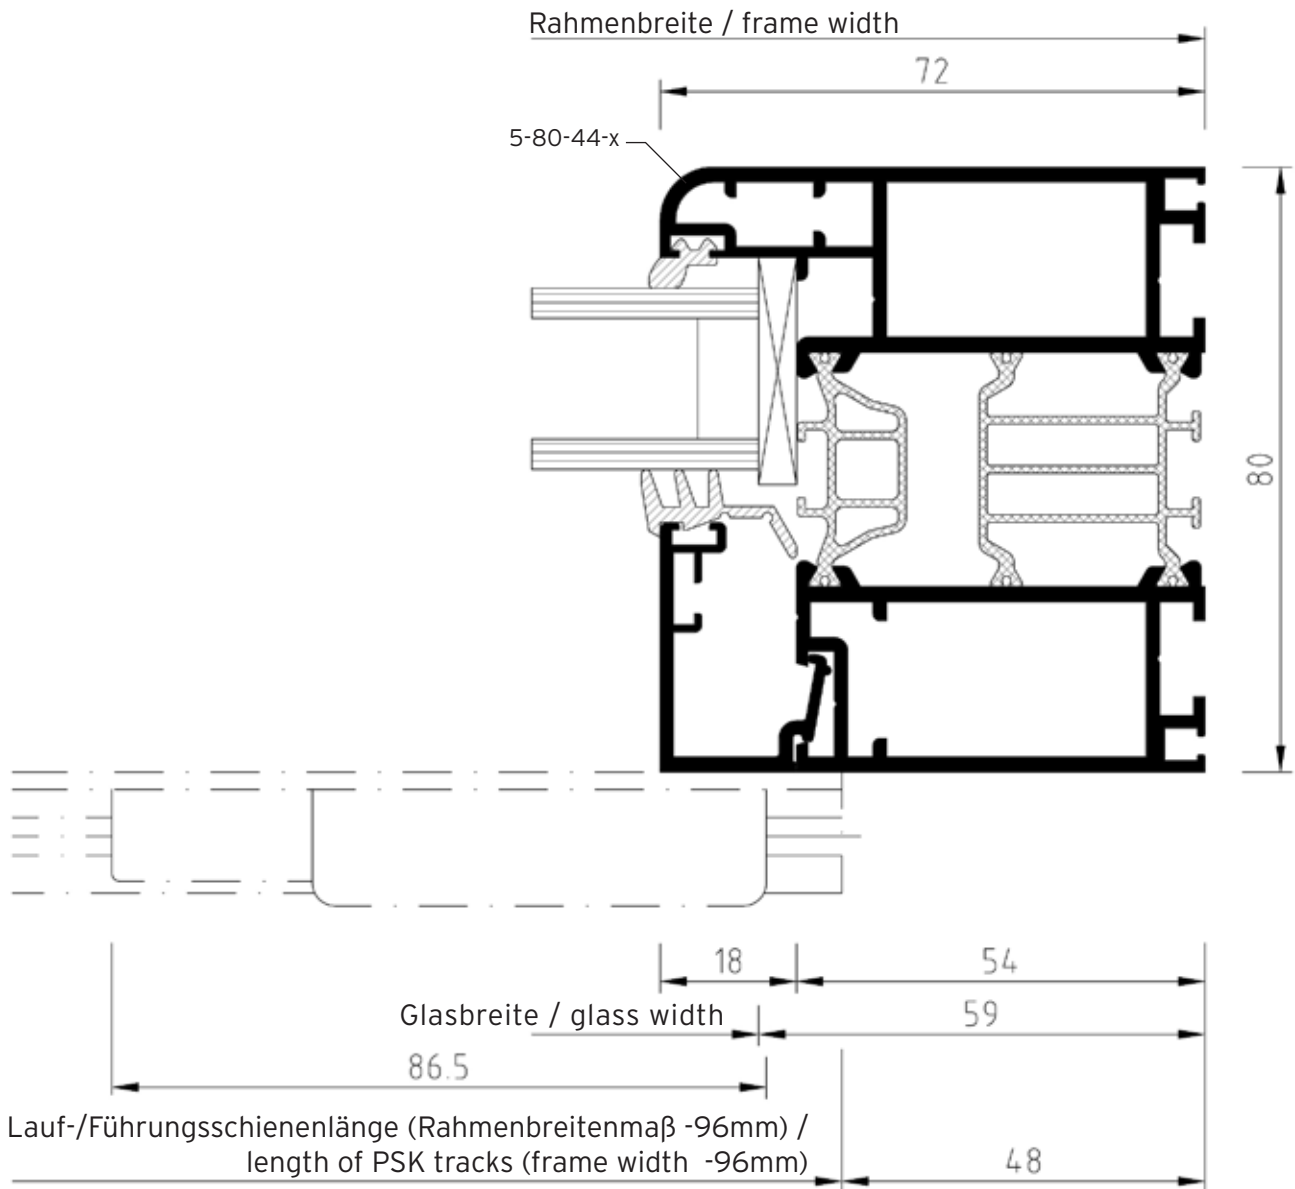 Rahmenbreite / frame width
72
5-80-44-x
80
18
54
Glasbreite / glass width
59
86.5
Lauf-/Führungsschienenlänge (Rahmenbreitenmaß -96mm) /
length of PSK tracks (frame width -96mm)
48